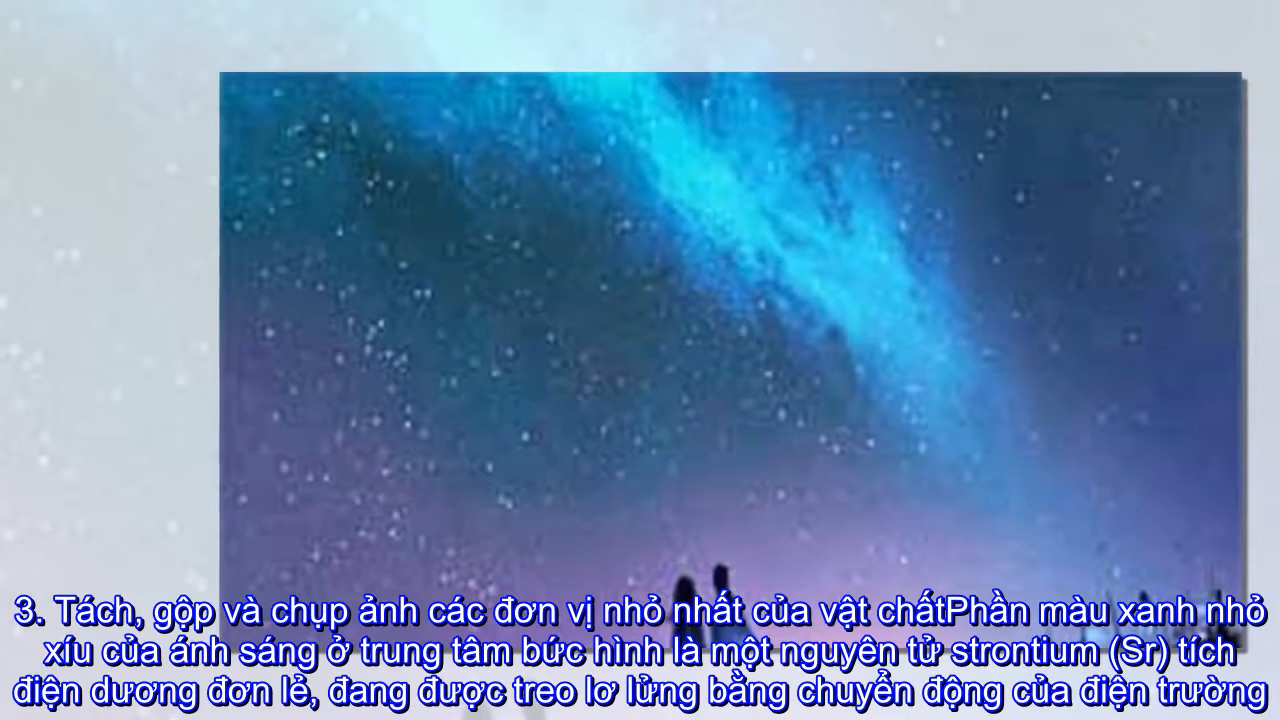 3. Tách, gộp và chụp ảnh các đơn vị nhỏ nhất của vật chấtPhần màu xanh nhỏ
xíu của ánh sáng ở trung tâm bức hình là một nguyên tử strontium (Sr) tích
điện dương đơn lẻ, đang được treo lơ lửng bằng chuyển động của điện trường